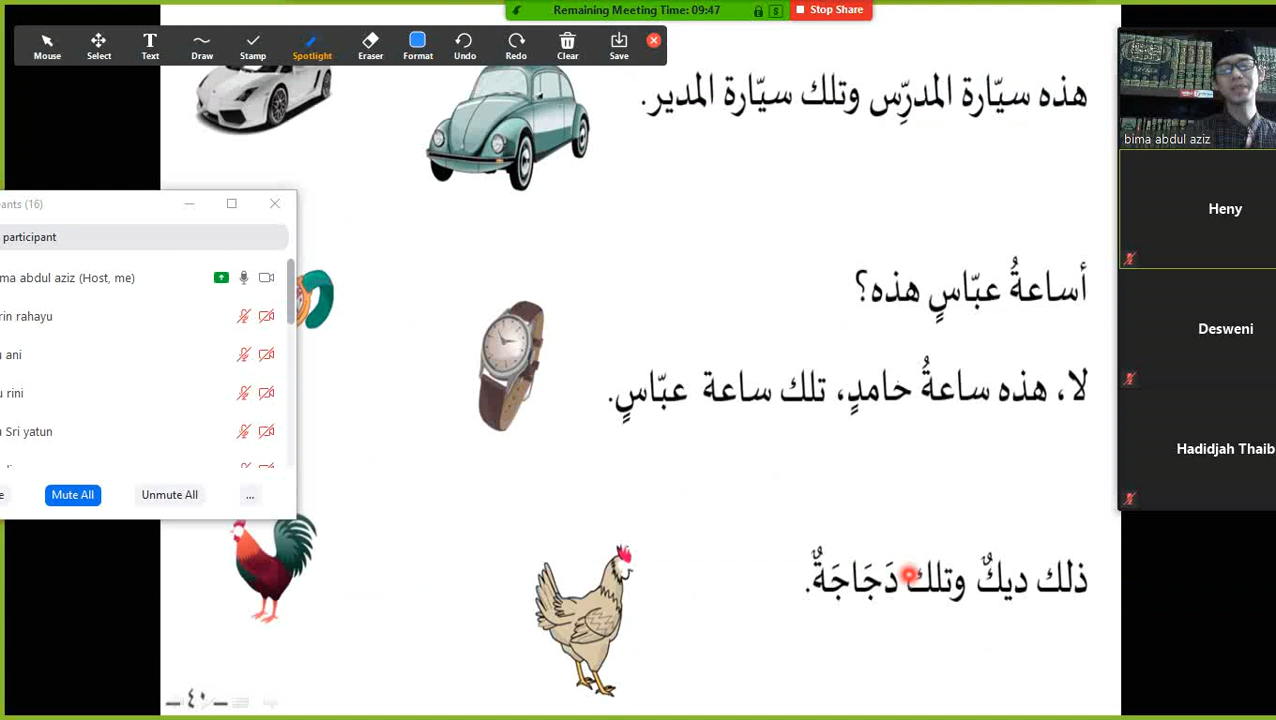 Remaining Meeting Time: 09:47
Stop Share
Mouse
Select
Text
Draw
Stamp
Spotlight
Eraser
Format
Undo
Redo
Clear
Save
هذه سيّارة المدرِّس وتلك سيّارة المدير.
أساعةُ عبّاسٍ هذه؟
لا، هذه ساعةُ حامدٍ، تلك ساعة عبّاسٍ.
ذلك ديكٌ وتلك دَجَاجَةٌ.
ـ٤٠ـ
ants (16)
participant
ma abdul aziz (Host, me)
rin rahayu
u ani
u rini
u Sri yatun
Mute All
Unmute All
...
bima abdul aziz
Heny
Desweni
Hadidjah Thaib